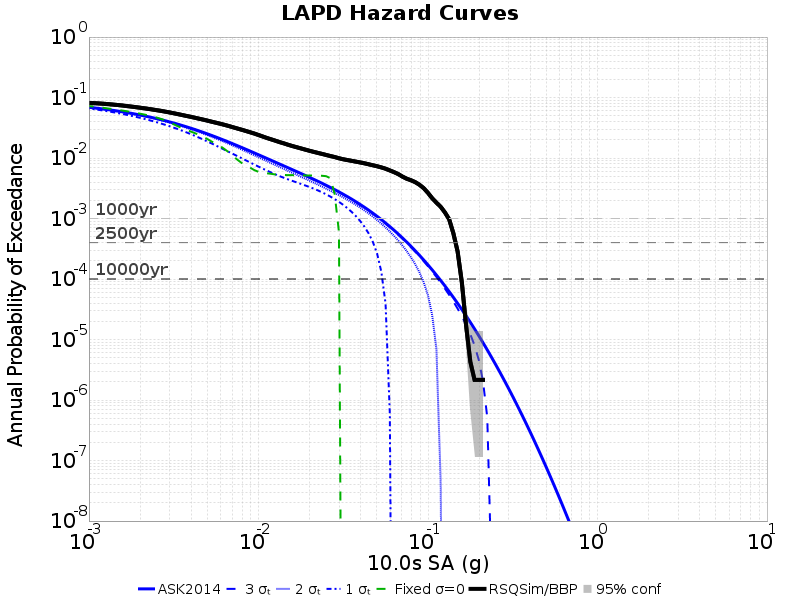 LAPD Hazard Curves
Annual Probability of Exceedance
10^0
10^-1
10^-2
10^-3
10^-4
10^-5
10^-6
10^-7
10^-8
1000yr
2500yr
10000yr
10^-3 10^-2 10^-1 10^0 10^1
10.0s SA (g)
ASK2014 3 σₜ 2 σₜ 1 σₜ Fixed σ=0 RSQSim/BBP 95% conf